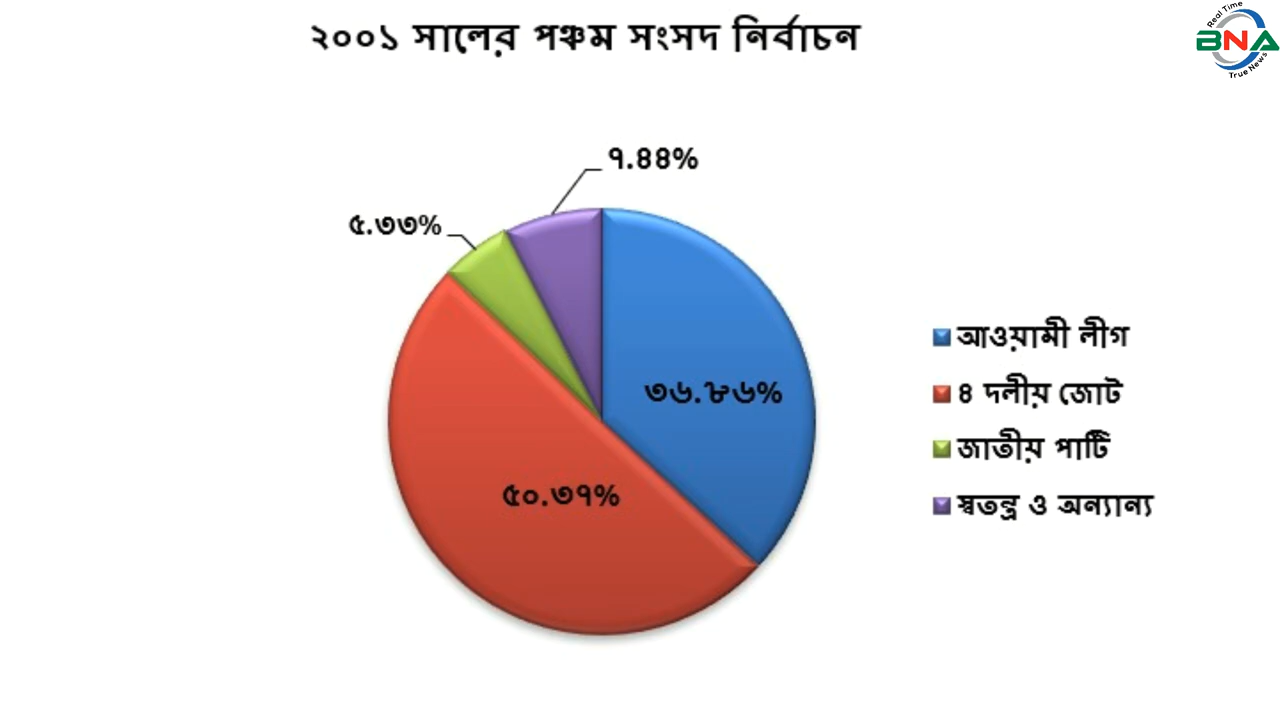 ২০০১ সালের পঞ্চম সংসদ নির্বাচন
Real Time
BNA
True News
৭.৪৪%
৫.৩৩%
৩৬.৮৬%
৫০.৩৭%
আওয়ামী লীগ
৪ দলীয় জোট
জাতীয় পার্টি
স্বতন্ত্র ও অন্যান্য